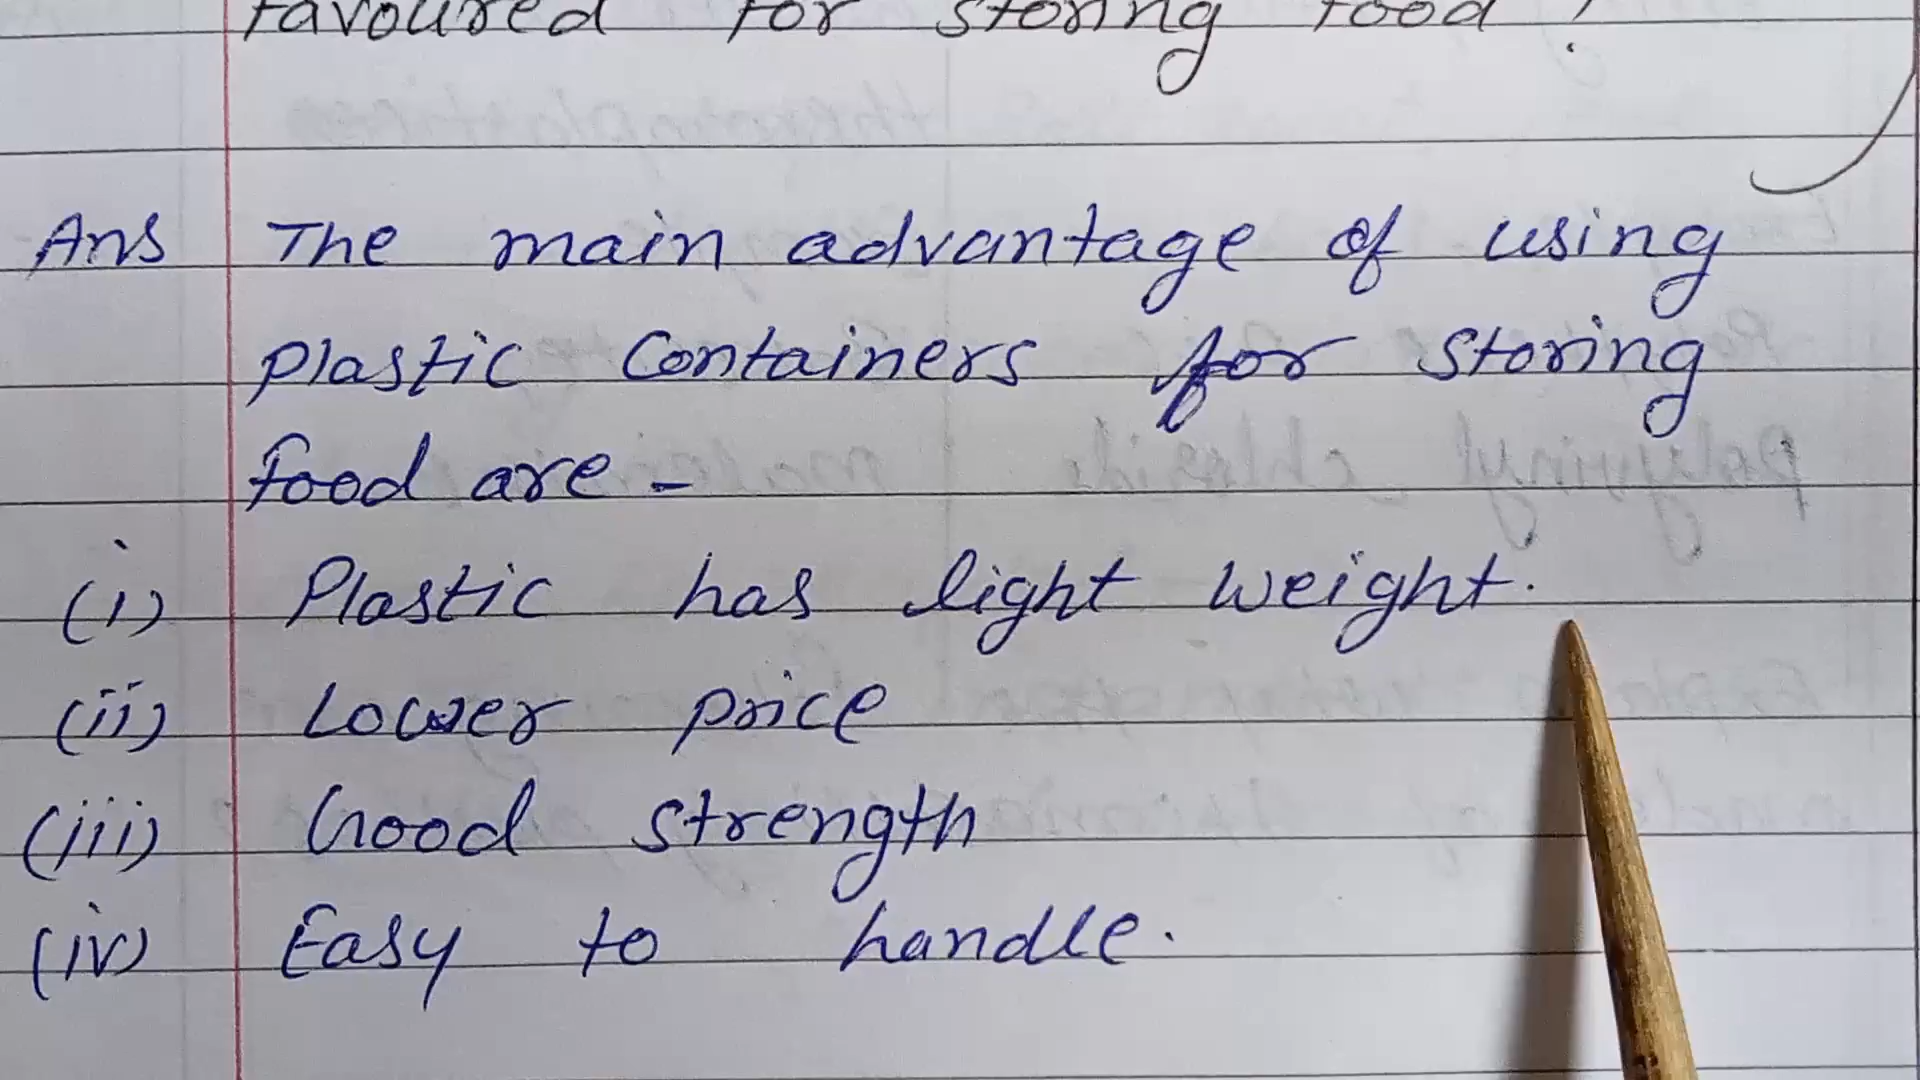 favoured for storing food?
Ans The main advantage of using
plastic Containers for storing
food are -
(i) Plastic has light weight.
(ii) Lower price
(iii) Good strength
(iv) Easy to handle.